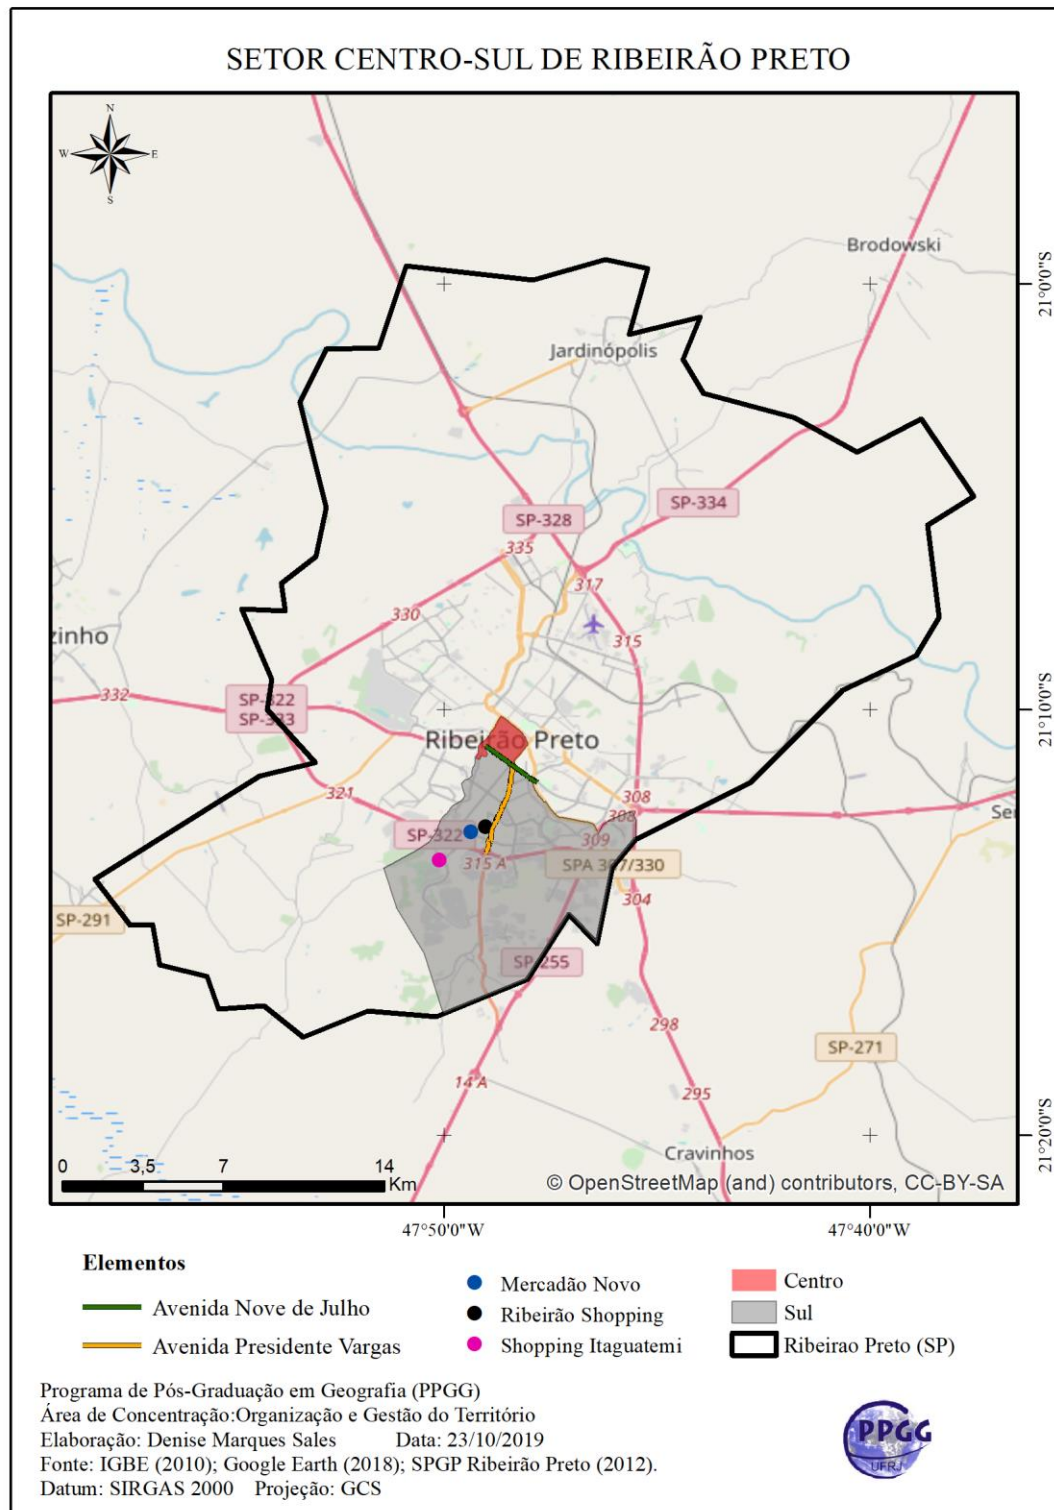 SETOR CENTRO-SUL DE RIBEIRÃO PRETO
N
W E
S
Brodowski
21°0'0"S
Jardinópolis
SP-334
SP-328
335
317
330
315
zinho
332
SP-322
SP-333
21°10'0"S
Ribeirão Preto
321
308
308
SP-322
309
315 A
SPA 307/330
304
SP-291
SP-255
298
SP-271
14 A
295
21°20'0"S
Cravinhos
0 3,5 7 14
Km
© OpenStreetMap (and) contributors, CC-BY-SA
47°50'0"W 47°40'0"W
Elementos
Avenida Nove de Julho
Avenida Presidente Vargas
Mercadão Novo
Ribeirão Shopping
Shopping Itaguatemi
Centro
Sul
Ribeirao Preto (SP)
Programa de Pós-Graduação em Geografia (PPGG)
Área de Concentração:Organização e Gestão do Território
Elaboração: Denise Marques Sales Data: 23/10/2019
Fonte: IGBE (2010); Google Earth (2018); SPGP Ribeirão Preto (2012).
Datum: SIRGAS 2000 Projeção: GCS
PPGG
UFRJ